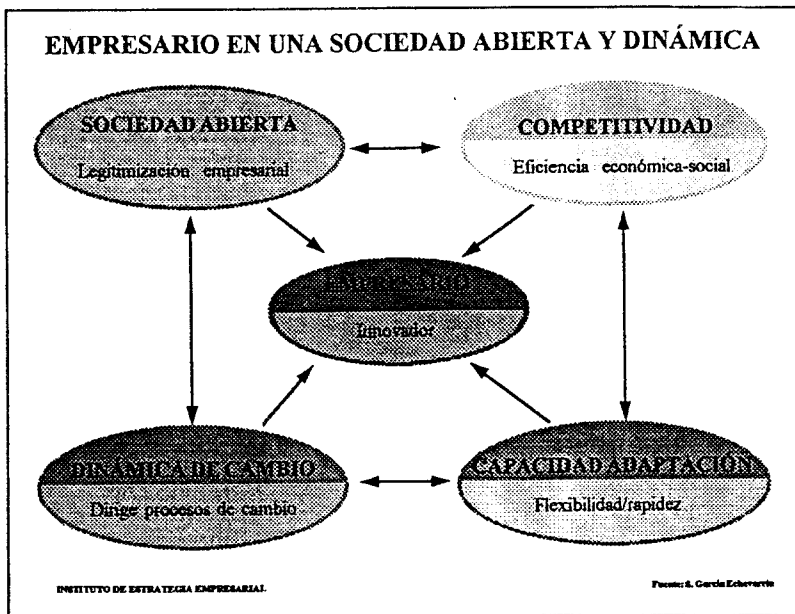 EMPRESARIO EN UNA SOCIEDAD ABIERTA Y DINÁMICA
SOCIEDAD ABIERTA
Legitimización empresarial
COMPETITIVIDAD
Eficiencia económica-social
EMPRESARIO
Innovador
DINÁMICA DE CAMBIO
Dirige procesos de cambio
CAPACIDAD ADAPTACIÓN
Flexibilidad/rapidez
INSTITUTO DE ESTRATEGIA EMPRESARIAL
Fuente: S. García Echevarría